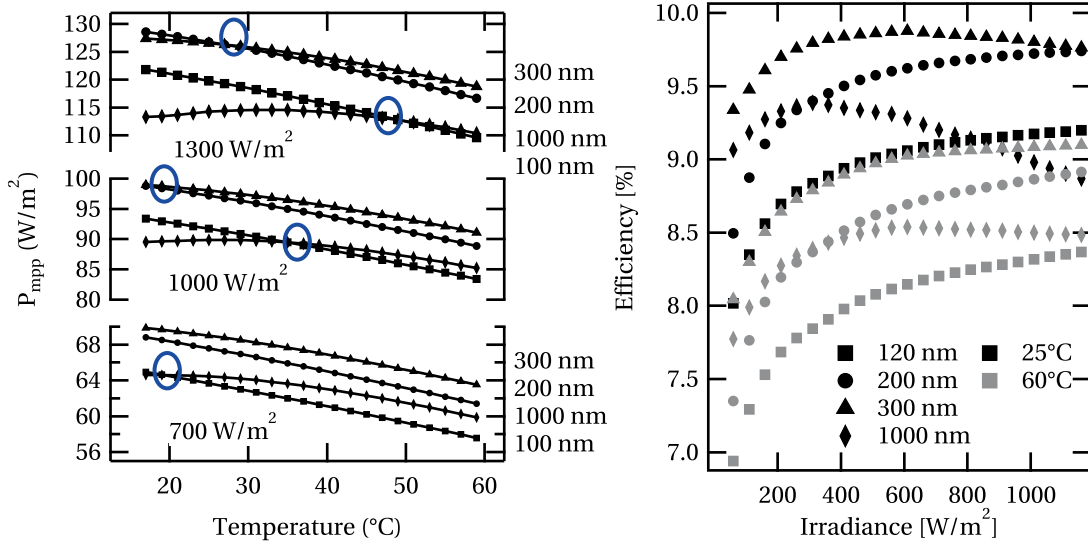 130
125
120
115
110
1300 W/m²
300 nm
200 nm
1000 nm
100 nm
100
95
90
85
80
1000 W/m²
68
64
60
56
700 W/m²
300 nm
200 nm
1000 nm
100 nm
20 30 40 50 60
Temperature (°C)
Pmpp (W/m²)
10.0
9.5
9.0
8.5
8.0
7.5
7.0
Efficiency [%]
120 nm 25°C
200 nm 60°C
300 nm
1000 nm
200 400 600 800 1000
Irradiance [W/m²]